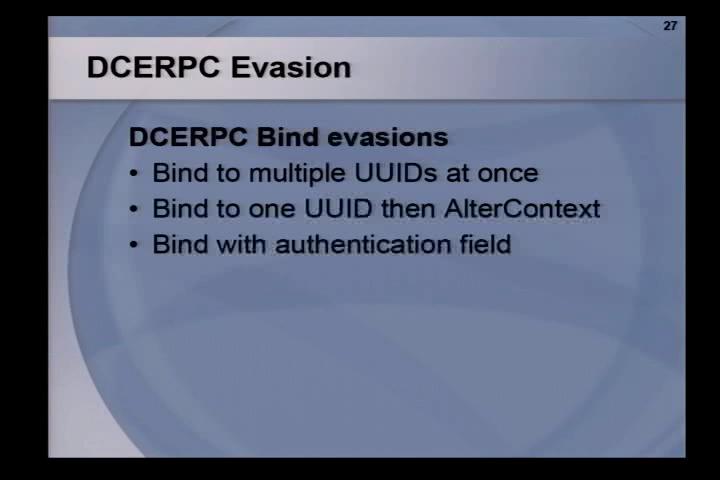 27
DCERPC Evasion
DCERPC Bind evasions
• Bind to multiple UUIDs at once
• Bind to one UUID then AlterContext
• Bind with authentication field